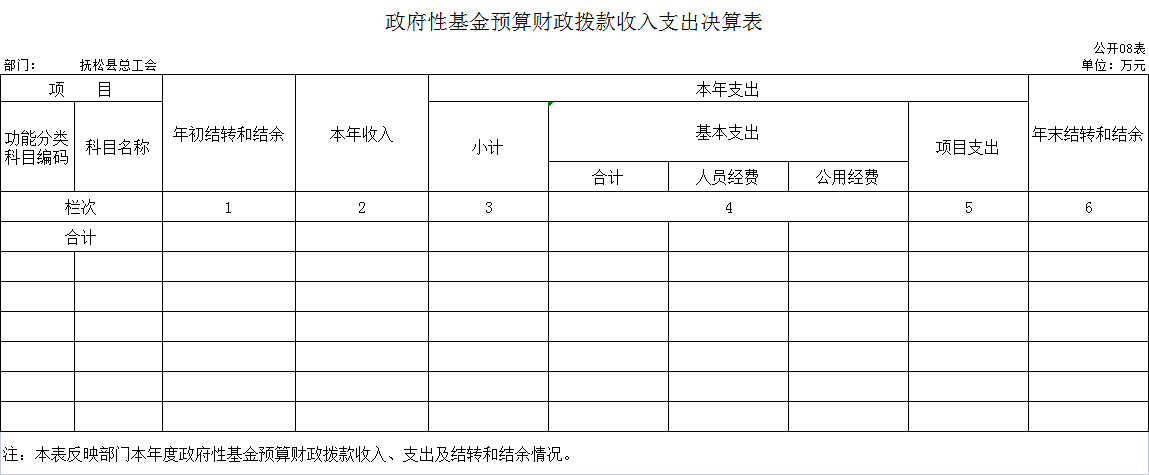 政府性基金预算财政拨款收入支出决算表
公开08表
部门： 抚松县总工会 单位：万元
项 目 年初结转和结余 本年收入 本年支出 年末结转和结余
功能分类科目编码 科目名称 小计 基本支出 项目支出
合计 人员经费 公用经费
栏次 1 2 3 4 5 6
合计
注：本表反映部门本年度政府性基金预算财政拨款收入、支出及结转和结余情况。